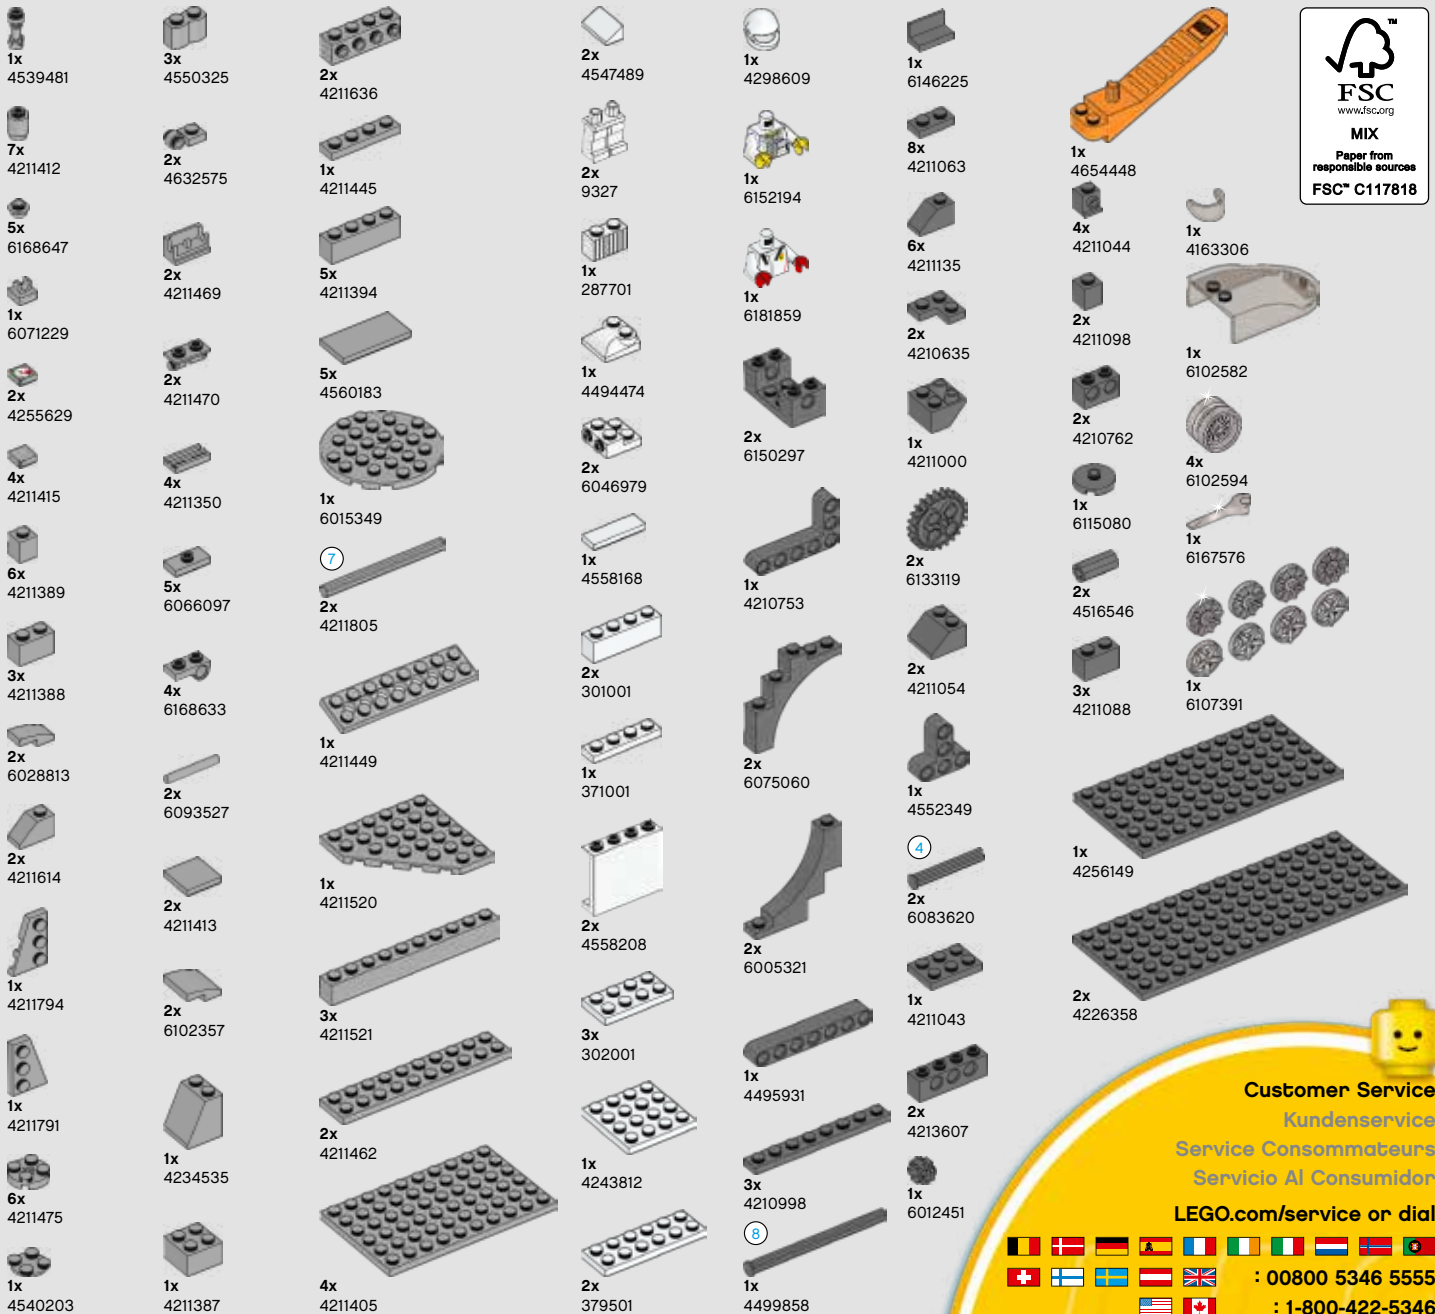 1x
4539481
7x
4211412
5x
6168647
1x
6071229
2x
4255629
4x
4211415
6x
4211389
3x
4211388
2x
6028813
2x
4211614
1x
4211794
1x
4211791
6x
4211475
1x
4540203
3x
4550325
2x
4632575
2x
4211469
2x
4211470
4x
4211350
5x
6066097
4x
6168633
2x
6093527
2x
4211413
2x
6102357
1x
4234535
1x
4211387
2x
4211636
1x
4211445
5x
4211394
5x
4560183
1x
6015349
7
2x
4211805
1x
4211449
1x
4211520
3x
4211521
2x
4211462
4x
4211405
2x
4547489
2x
9327
1x
287701
1x
4494474
2x
6046979
1x
4558168
2x
301001
1x
371001
2x
4558208
3x
302001
1x
4243812
2x
379501
1x
4298609
1x
6152194
1x
6181859
2x
6150297
1x
4210753
2x
6075060
2x
6005321
1x
4495931
3x
4210998
8
1x
4499858
1x
6146225
8x
4211063
6x
4211135
2x
4210635
1x
4211000
2x
6133119
2x
4211054
1x
4552349
4
2x
6083620
1x
4211043
2x
4213607
1x
6012451
1x
4654448
4x
4211044
2x
4211098
2x
4210762
1x
6115080
2x
4516546
3x
4211088
1x
4256149
2x
4226358
1x
4163306
1x
6102582
4x
6102594
1x
6167576
1x
6107391
TM
FSC
www.fsc.org
MIX
Paper from
responsible sources
FSC™ C117818
Customer Service
Kundenservice
Service Consommateurs
Servicio Al Consumidor
LEGO.com/service or dial
: 00800 5346 5555
: 1-800-422-5346